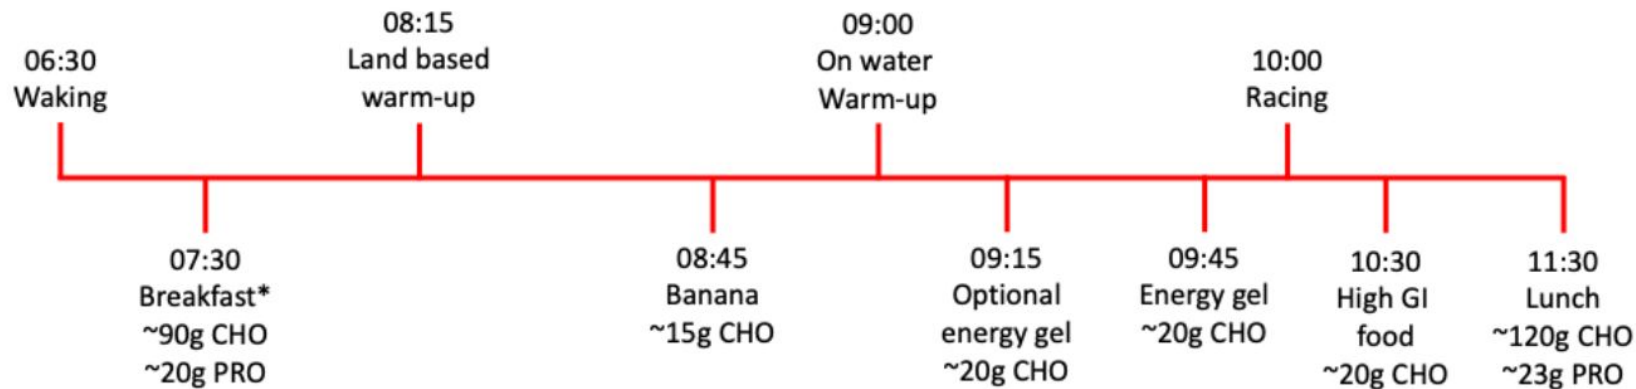 06:30
Waking
08:15
Land based
warm-up
09:00
On water
Warm-up
10:00
Racing
07:30
Breakfast*
~90g CHO
~20g PRO
08:45
Banana
~15g CHO
09:15
Optional
energy gel
~20g CHO
09:45
Energy gel
~20g CHO
10:30
High GI
food
~20g CHO
11:30
Lunch
~120g CHO
~23g PRO